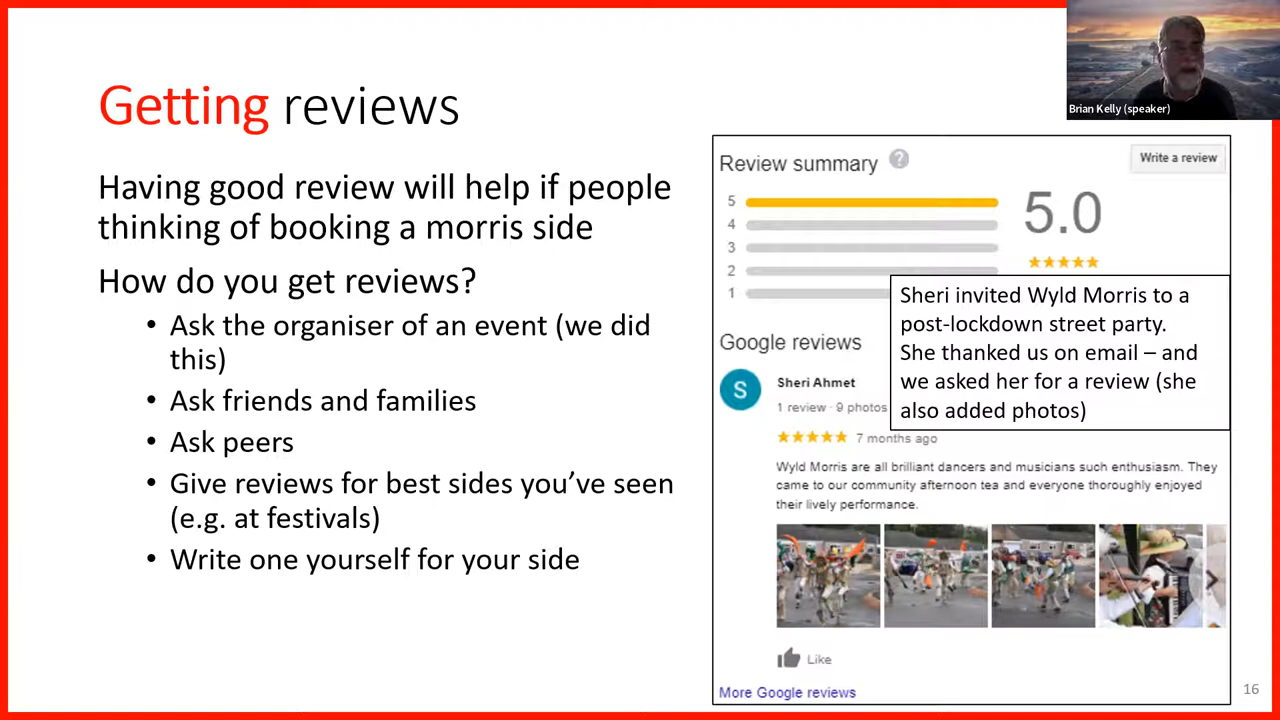 Getting reviews
Having good review will help if people
thinking of booking a morris side
How do you get reviews?
• Ask the organiser of an event (we did
this)
• Ask friends and families
• Ask peers
• Give reviews for best sides you’ve seen
(e.g. at festivals)
• Write one yourself for your side
Brian Kelly (speaker)
Review summary ?
Write a review
5
4
3
2
1
5.0
Sheri invited Wyld Morris to a
post-lockdown street party.
She thanked us on email – and
we asked her for a review (she
also added photos)
Google reviews
S
Sheri Ahmet
1 review · 9 photos
7 months ago
Wyld Morris are all brilliant dancers and musicians such enthusiasm. They
came to our community afternoon tea and everyone thoroughly enjoyed
their lively performance.
Like
More Google reviews
16